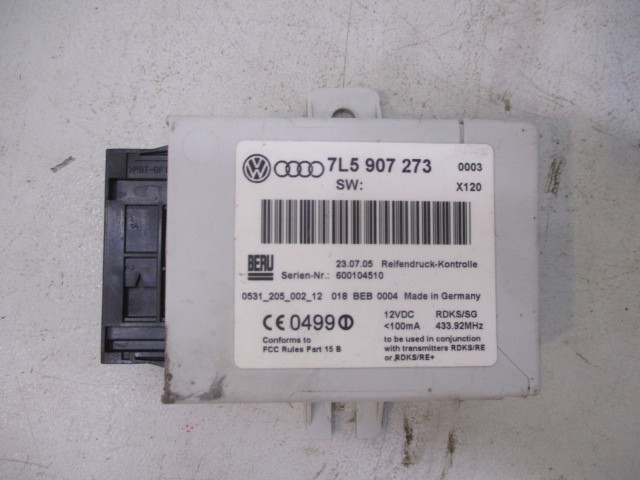 7L5 907 273 0003
SW: X120
BERU
23.07.05 Reifendruck-Kontrolle
Serien-Nr.: 600104510
0531_205_002_12 018 BEB 0004 Made in Germany
CE 0499
12VDC RDKS/SG
<100mA 433.92MHz
Conforms to
FCC Rules Part 15 B
to be used in conjunction
with transmitters RDKS/RE
or RDKS/RE+